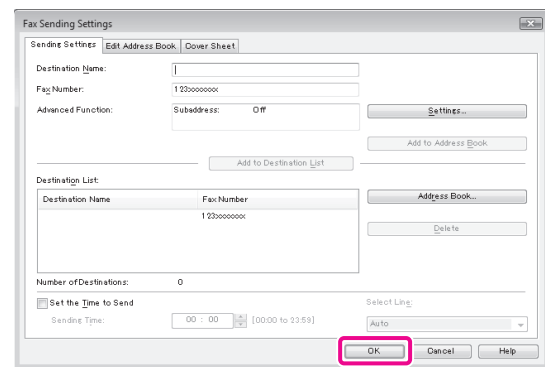 Fax Sending Settings
Sending Settings Edit Address Book Cover Sheet
Destination Name:
Fax Number: 123xxxxxxx
Advanced Function: Subaddress: Off Settings...
Add to Address Book
Add to Destination List
Destination List:
Destination Name Fax Number Address Book...
123xxxxxxx
Delete
Number of Destinations: 0
Set the Time to Send Select Line:
Sending Time: 00 : 00 [00:00 to 23:59] Auto
OK Cancel Help